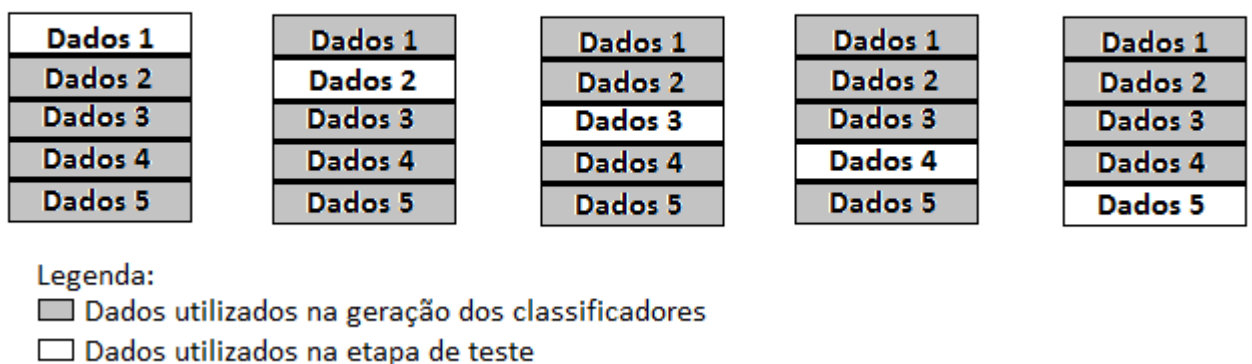 Dados 1 Dados 1 Dados 1 Dados 1 Dados 1
Dados 2 Dados 2 Dados 2 Dados 2 Dados 2
Dados 3 Dados 3 Dados 3 Dados 3 Dados 3
Dados 4 Dados 4 Dados 4 Dados 4 Dados 4
Dados 5 Dados 5 Dados 5 Dados 5 Dados 5
Legenda:
Dados utilizados na geração dos classificadores
Dados utilizados na etapa de teste